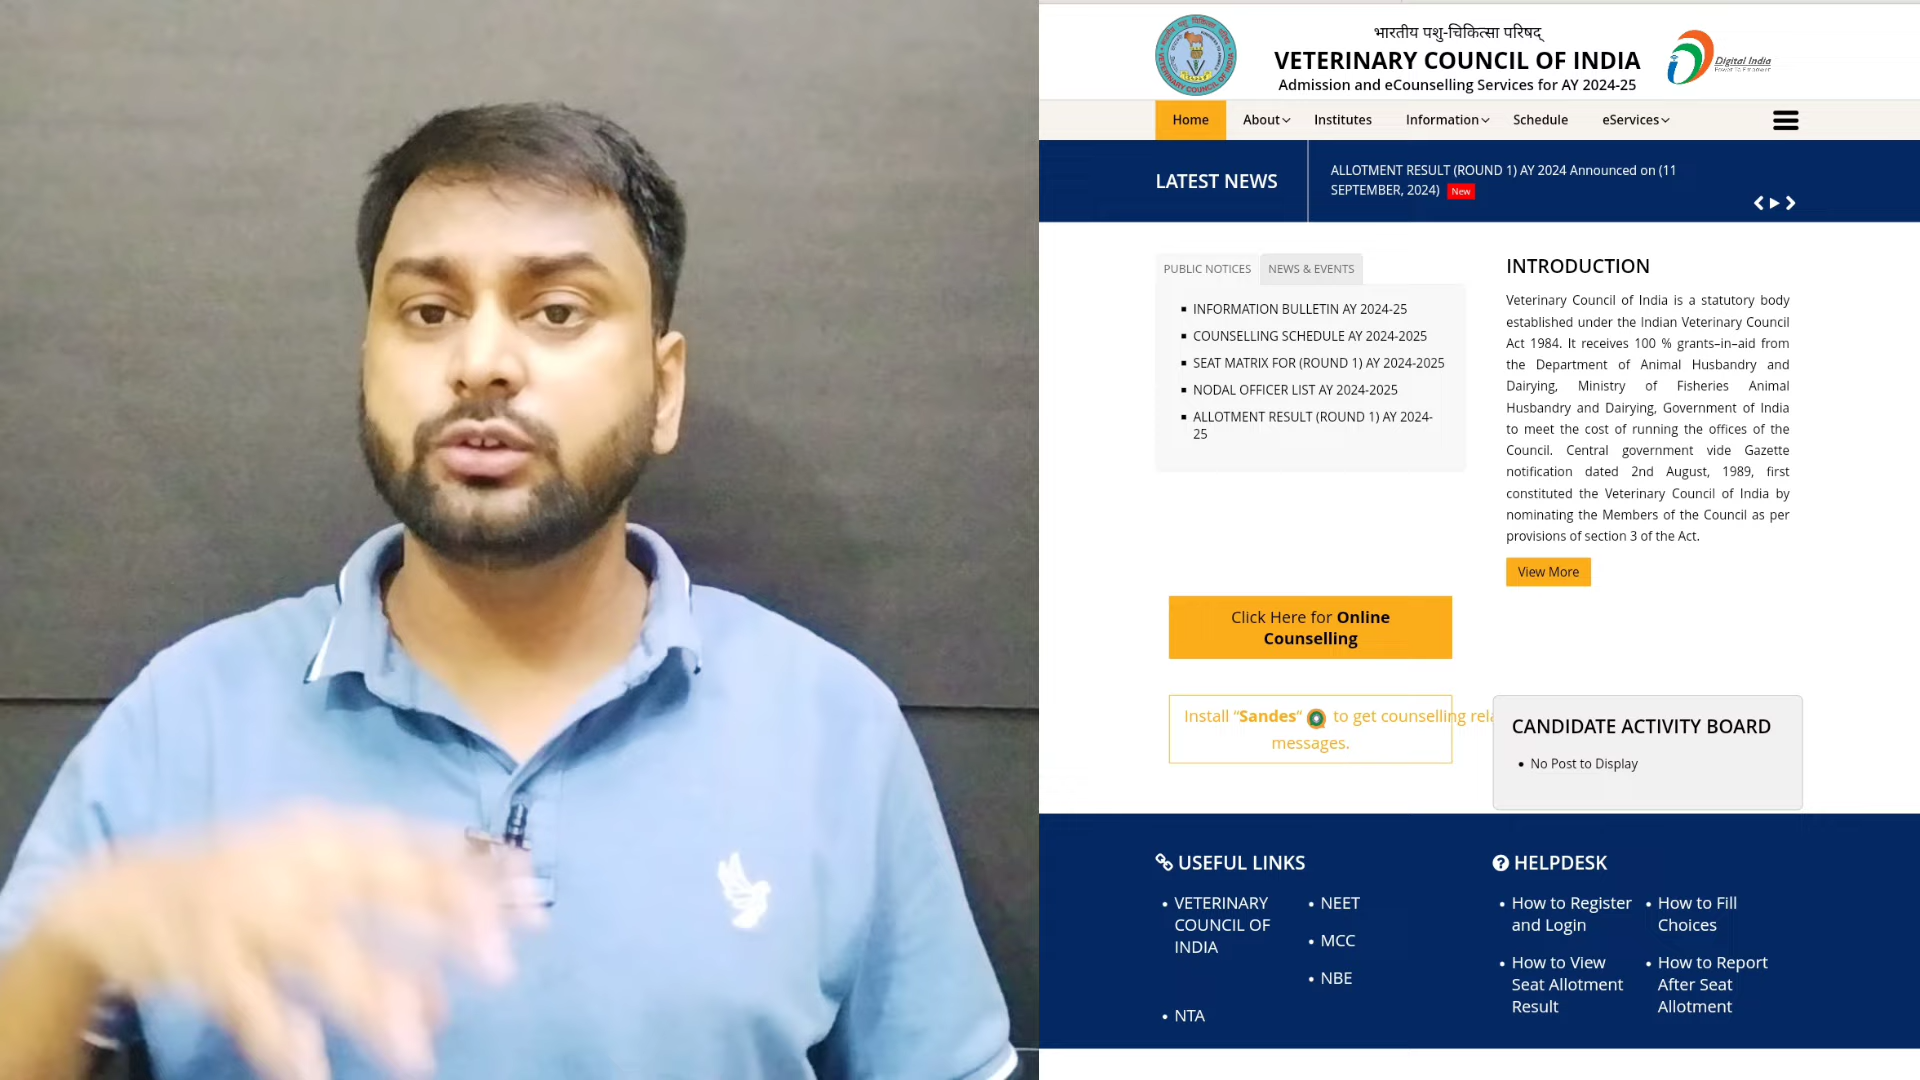 भारतीय पशु-चिकित्सा परिषद्
VETERINARY COUNCIL OF INDIA
Admission and eCounselling Services for AY 2024-25
Digital India
Home
About
Institutes
Information
Schedule
eServices
LATEST NEWS
ALLOTMENT RESULT (ROUND 1) AY 2024 Announced on (11
SEPTEMBER, 2024) New
PUBLIC NOTICES
NEWS & EVENTS
INFORMATION BULLETIN AY 2024-25
COUNSELLING SCHEDULE AY 2024-2025
SEAT MATRIX FOR (ROUND 1) AY 2024-2025
NODAL OFFICER LIST AY 2024-2025
ALLOTMENT RESULT (ROUND 1) AY 2024-
25
INTRODUCTION
Veterinary Council of India is a statutory body
established under the Indian Veterinary Council
Act 1984. It receives 100 % grants–in–aid from
the Department of Animal Husbandry and
Dairying, Ministry of Fisheries Animal
Husbandry and Dairying, Government of India
to meet the cost of running the offices of the
Council. Central government vide Gazette
notification dated 2nd August, 1989, first
constituted the Veterinary Council of India by
nominating the Members of the Council as per
provisions of section 3 of the Act.
View More
Click Here for Online
Counselling
Install “Sandes“ to get counselling rela
messages.
CANDIDATE ACTIVITY BOARD
No Post to Display
USEFUL LINKS
VETERINARY
COUNCIL OF
INDIA
NEET
MCC
NBE
NTA
HELPDESK
How to Register
and Login
How to Fill
Choices
How to View
Seat Allotment
Result
How to Report
After Seat
Allotment